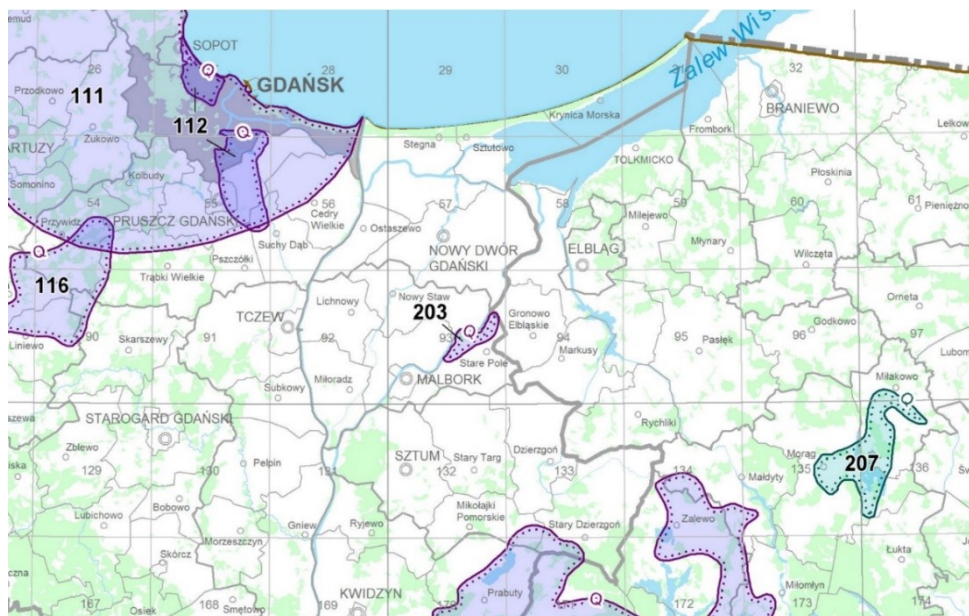 SOPOT
26
Q
GDAŃSK
28
29
30
31
32
Zalew Wiś
BRANIEWO
Przodkowo
111
112
Q
Krynica Morska
Frombork
Lelkow
Żukowo
Stegna
Sztutowo
TOLKMICKO
ARTUZY
Kolbudy
Płoskinia
Somonino
54
55
56
57
58
59
60
61
Przywidz
PRUSZCZ GDAŃSKI
Cedry
Wielkie
Ostaszewo
Milejewo
Pieniężno
Suchy Dąb
NOWY DWÓR
GDAŃSKI
ELBLĄG
Młynary
Wilczęta
Q
Trąbki Wielkie
Pszczółki
116
Lichnowy
Nowy Staw
203
Q
Gronowo
Elbląskie
Orneta
TCZEW
Godkowo
Liniewo
90
Skarszewy
91
92
93
94
95
96
97
Markusy
Pasłęk
Lubom
Stare Pole
Subkowy
Miłoradz
MALBORK
Miłakowo
Q
STAROGARD GDAŃSKI
Rychliki
Zblewo
129
130
Pelpin
131
SZTUM
132
Stary Targ
Dzierzgoń
133
134
Małdyty
Morąg
135
207
136
Lubichowo
Bobowo
Gniew
Ryjewo
Mikołajki
Pomorskie
Stary Dzierzgoń
Zalewo
Skórcz
Morzeszczyn
Łukta
167
Osiek
168
Smętowo
169
KWIDZYN
Prabuty
Q
172
173
Miłomłyn
174